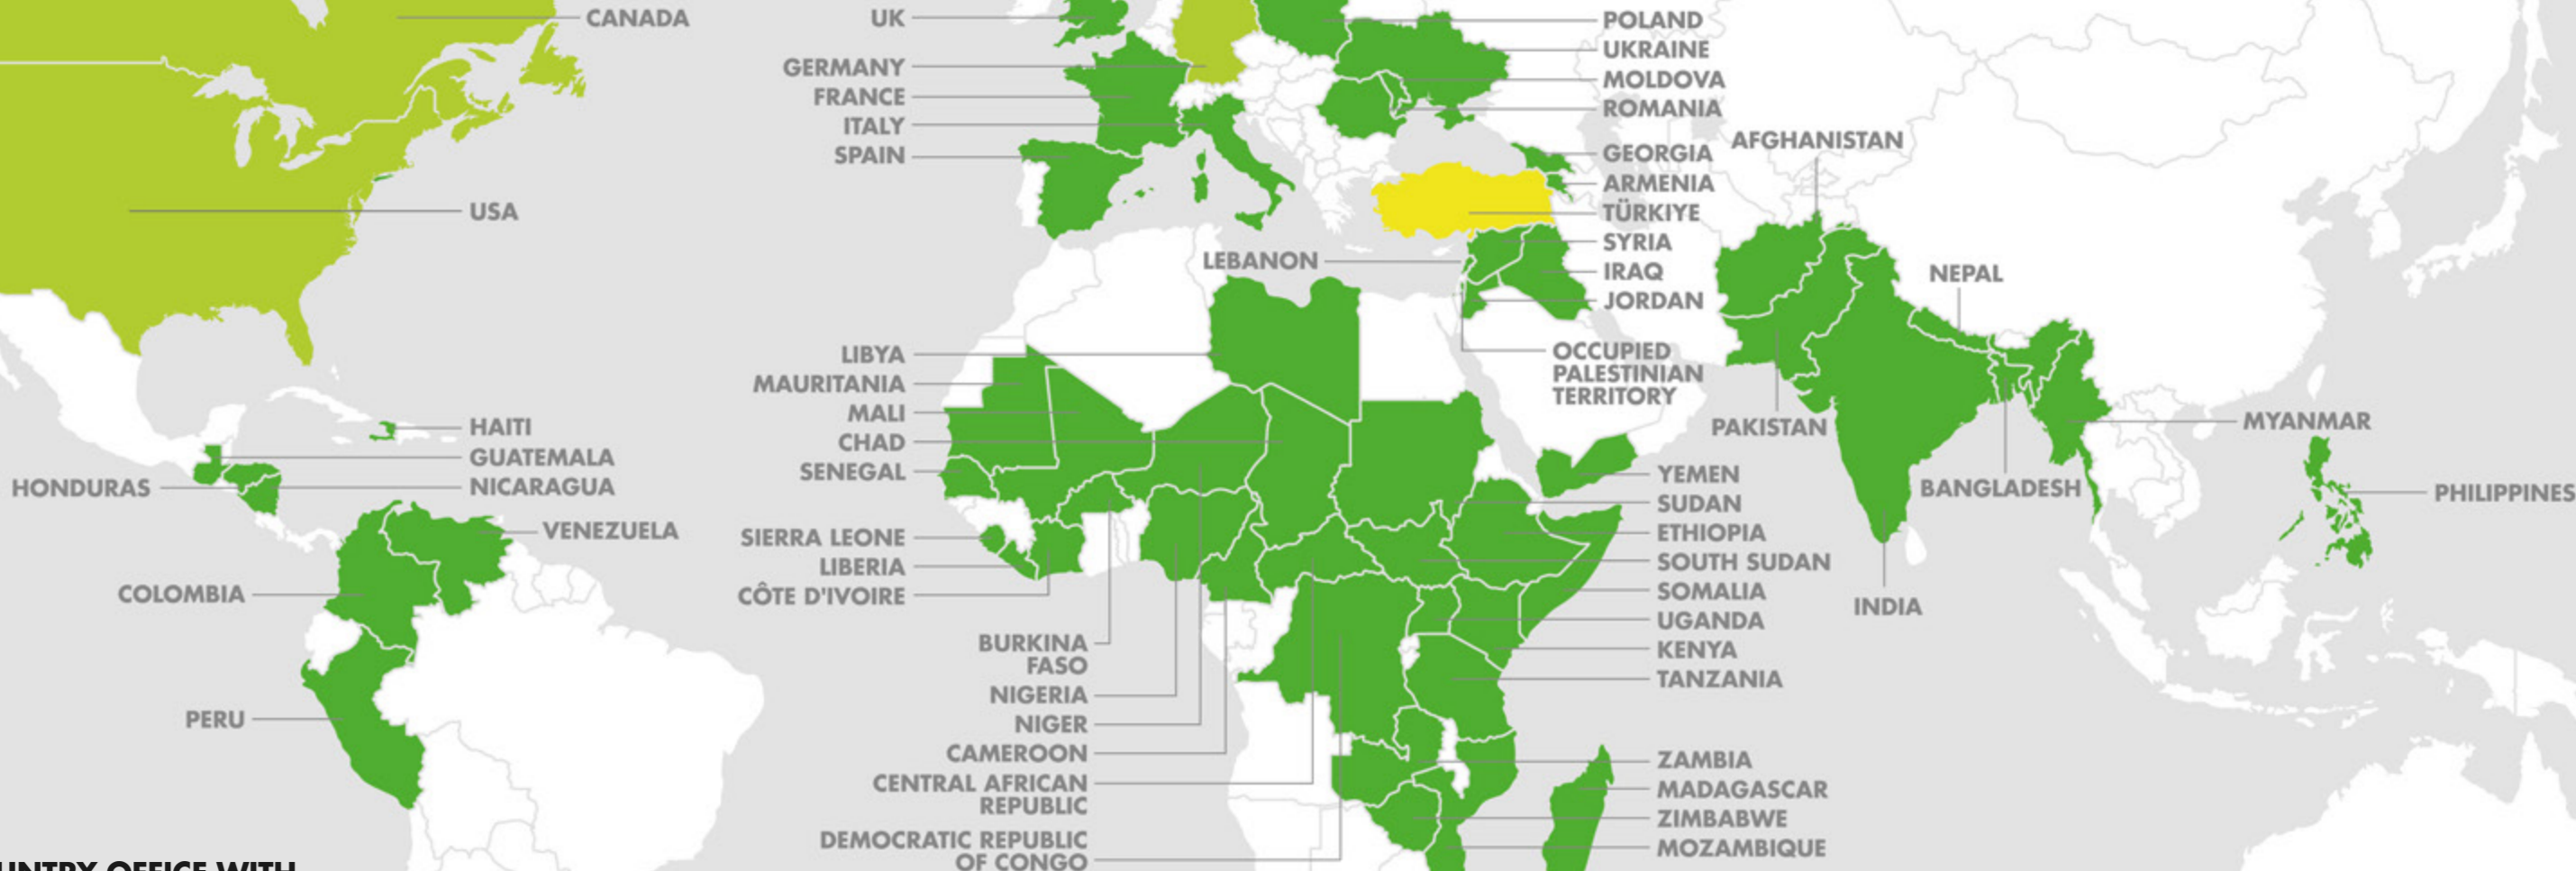 CANADA
USA
HAITI
GUATEMALA
HONDURAS
NICARAGUA
VENEZUELA
COLOMBIA
PERU
UK
GERMANY
FRANCE
ITALY
SPAIN
LEBANON
LIBYA
MAURITANIA
MALI
CHAD
SENEGAL
SIERRA LEONE
LIBERIA
CÔTE D'IVOIRE
BURKINA
FASO
NIGERIA
NIGER
CAMEROON
CENTRAL AFRICAN
REPUBLIC
DEMOCRATIC REPUBLIC
OF CONGO
POLAND
UKRAINE
MOLDOVA
ROMANIA
GEORGIA
ARMENIA
TÜRKIYE
SYRIA
IRAQ
JORDAN
OCCUPIED
PALESTINIAN
TERRITORY
YEMEN
SUDAN
ETHIOPIA
SOUTH SUDAN
SOMALIA
UGANDA
KENYA
TANZANIA
ZAMBIA
MADAGASCAR
ZIMBABWE
MOZAMBIQUE
AFGHANISTAN
NEPAL
PAKISTAN
MYANMAR
BANGLADESH
PHILIPPINES
INDIA
OFFICE WITH